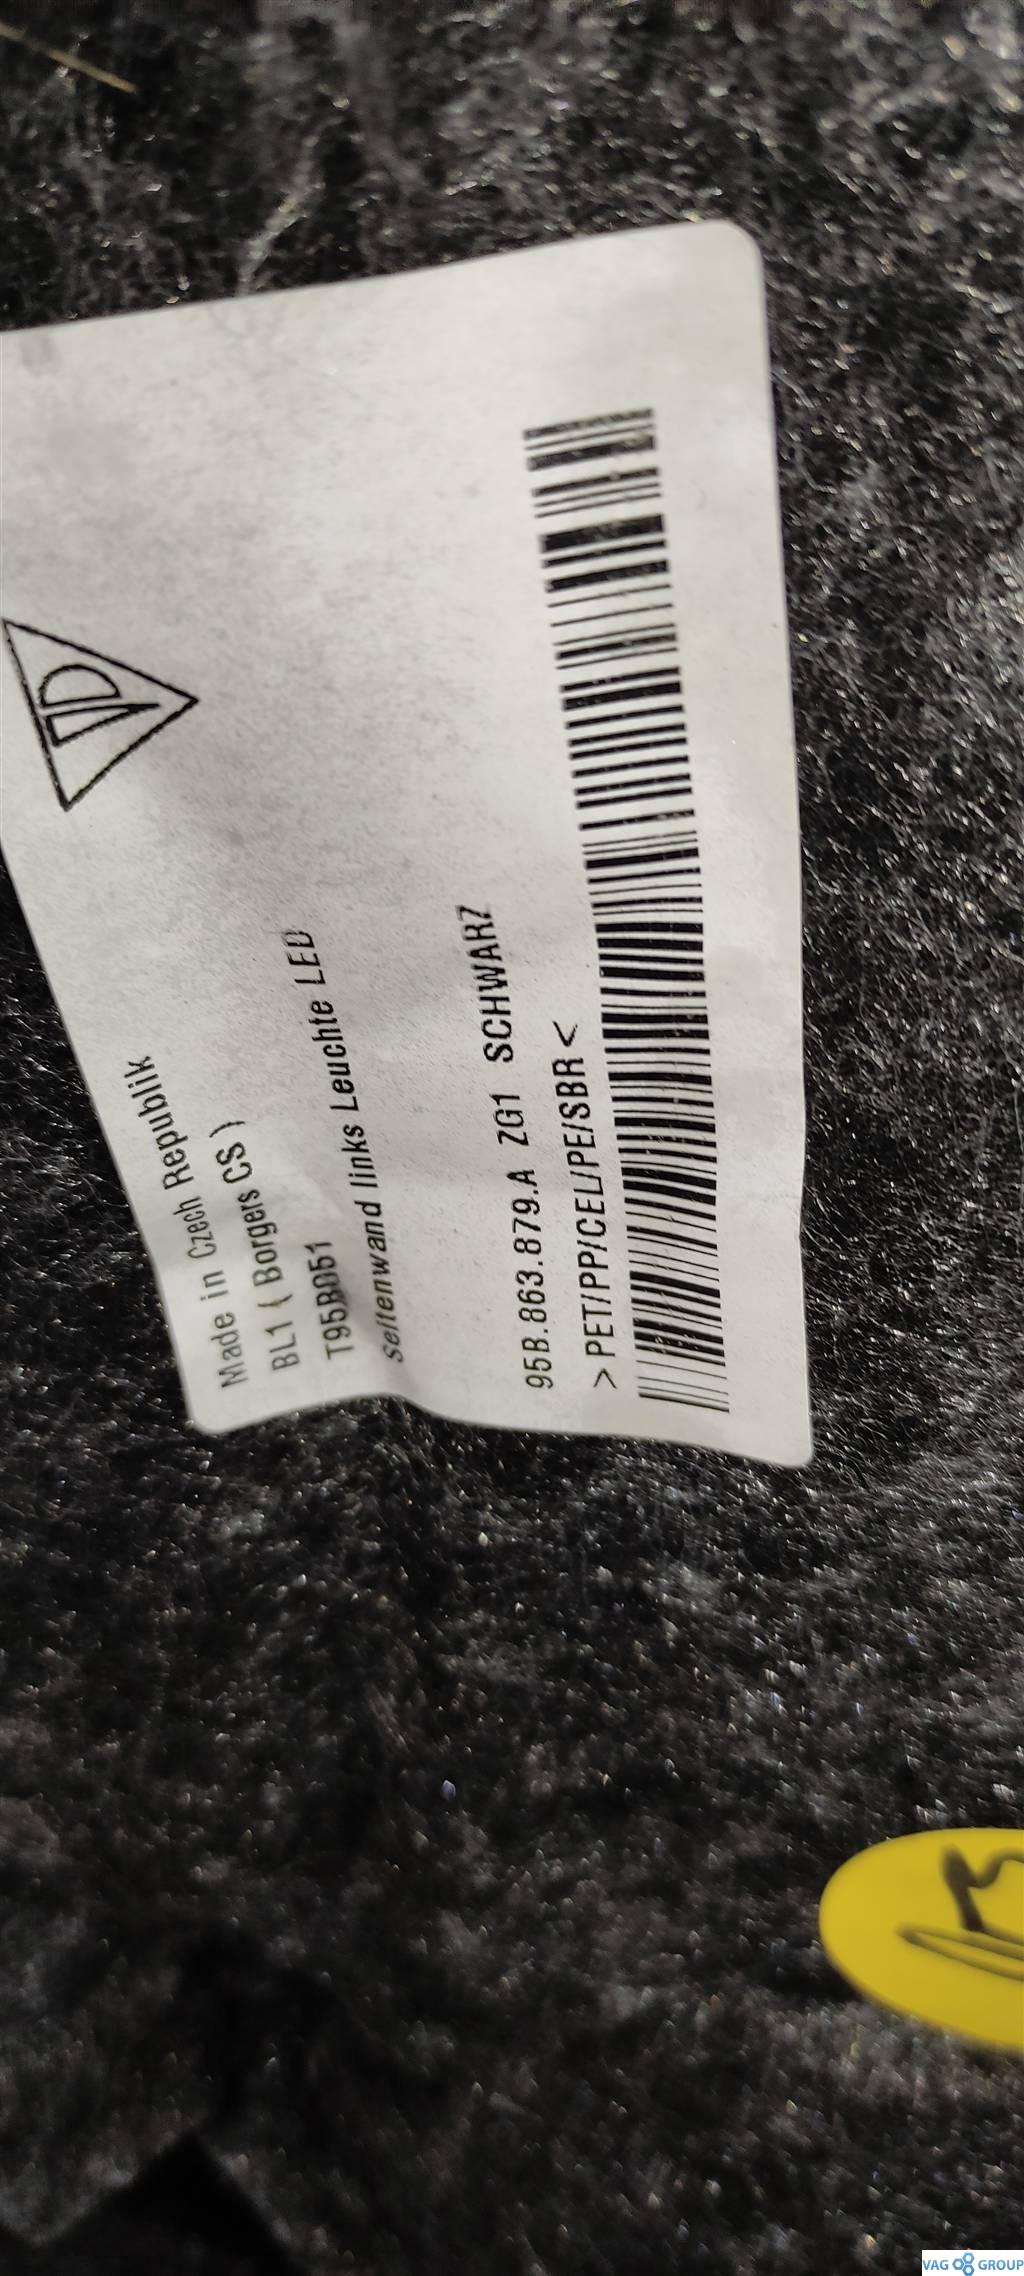 Made in Czech Republik
BL1 ( Borgers CS )
T95B051
Seitenwand links Leuchte LED
95B.863.879.A ZG1 SCHWARZ
>PET/PP/CEL/PE/SBR<
VAG GROUP